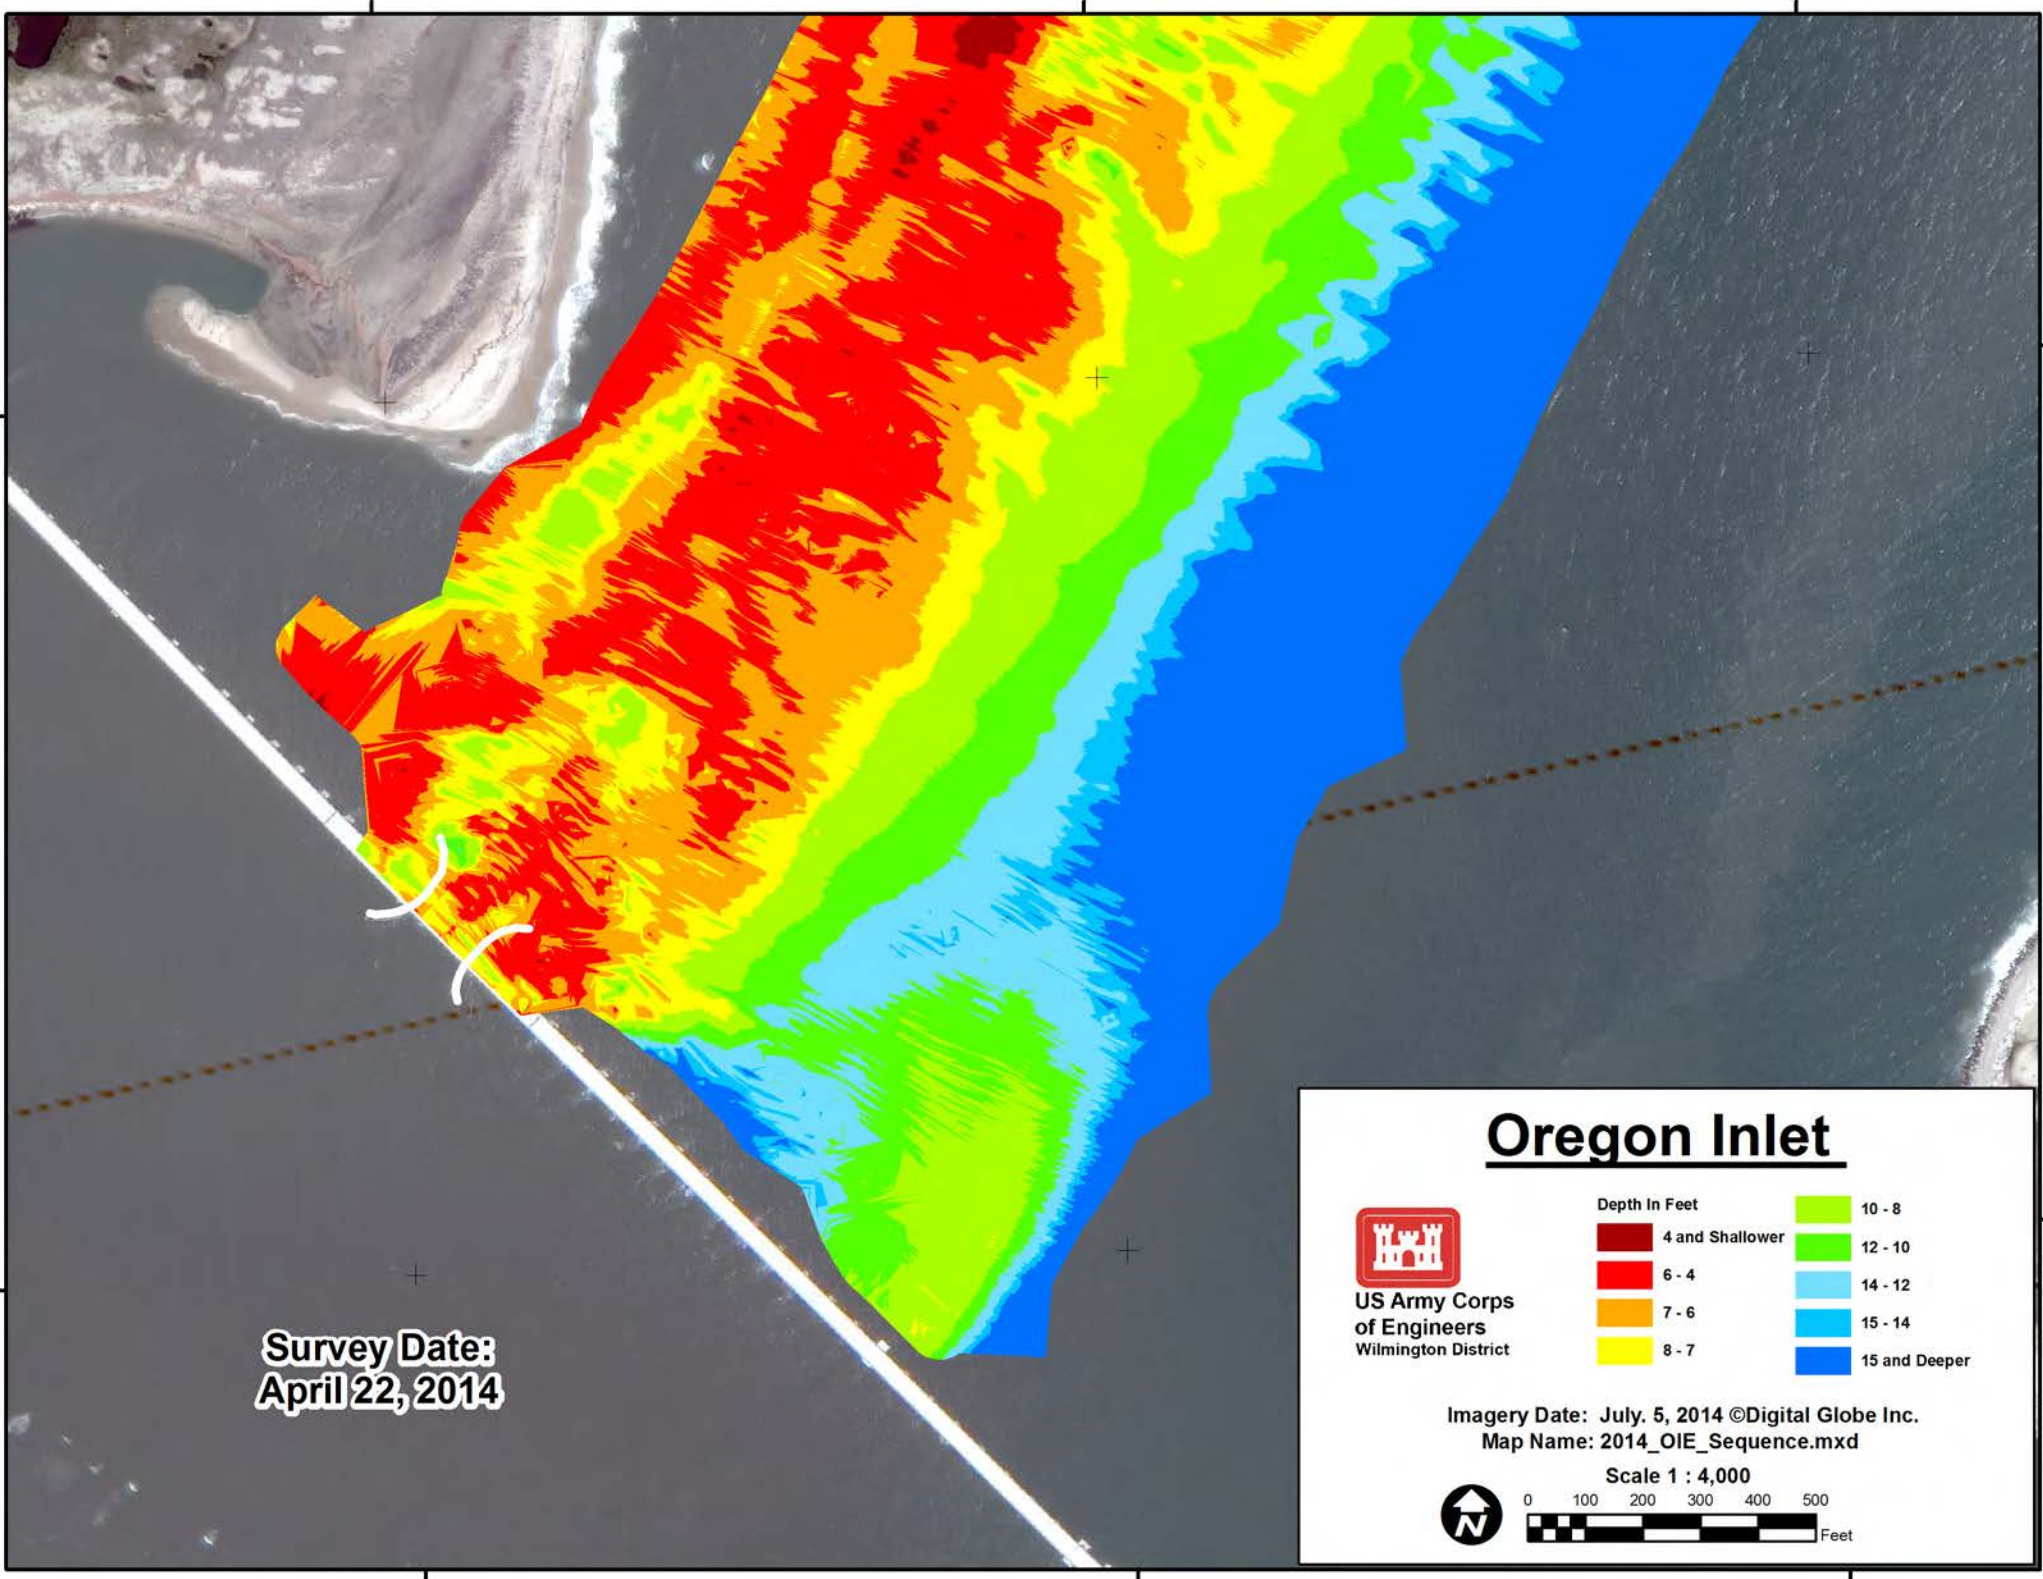 Survey Date:
April 22, 2014
Oregon Inlet
US Army Corps
of Engineers
Wilmington District
Depth In Feet
4 and Shallower
6 - 4
7 - 6
8 - 7
10 - 8
12 - 10
14 - 12
15 - 14
15 and Deeper
Imagery Date: July. 5, 2014 ©Digital Globe Inc.
Map Name: 2014_OIE_Sequence.mxd
Scale 1 : 4,000
0 100 200 300 400 500
Feet
N